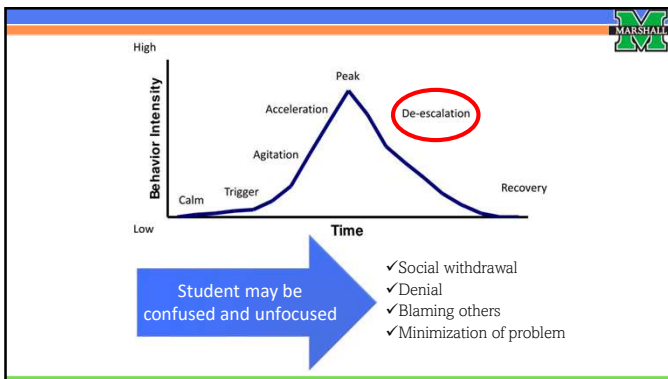 MARSHALL
High
Peak
Acceleration
De-escalation
Agitation
Behavior Intensity
Trigger
Calm
Recovery
Low
Time
Student may be
confused and unfocused
✓Social withdrawal
✓Denial
✓Blaming others
✓Minimization of problem